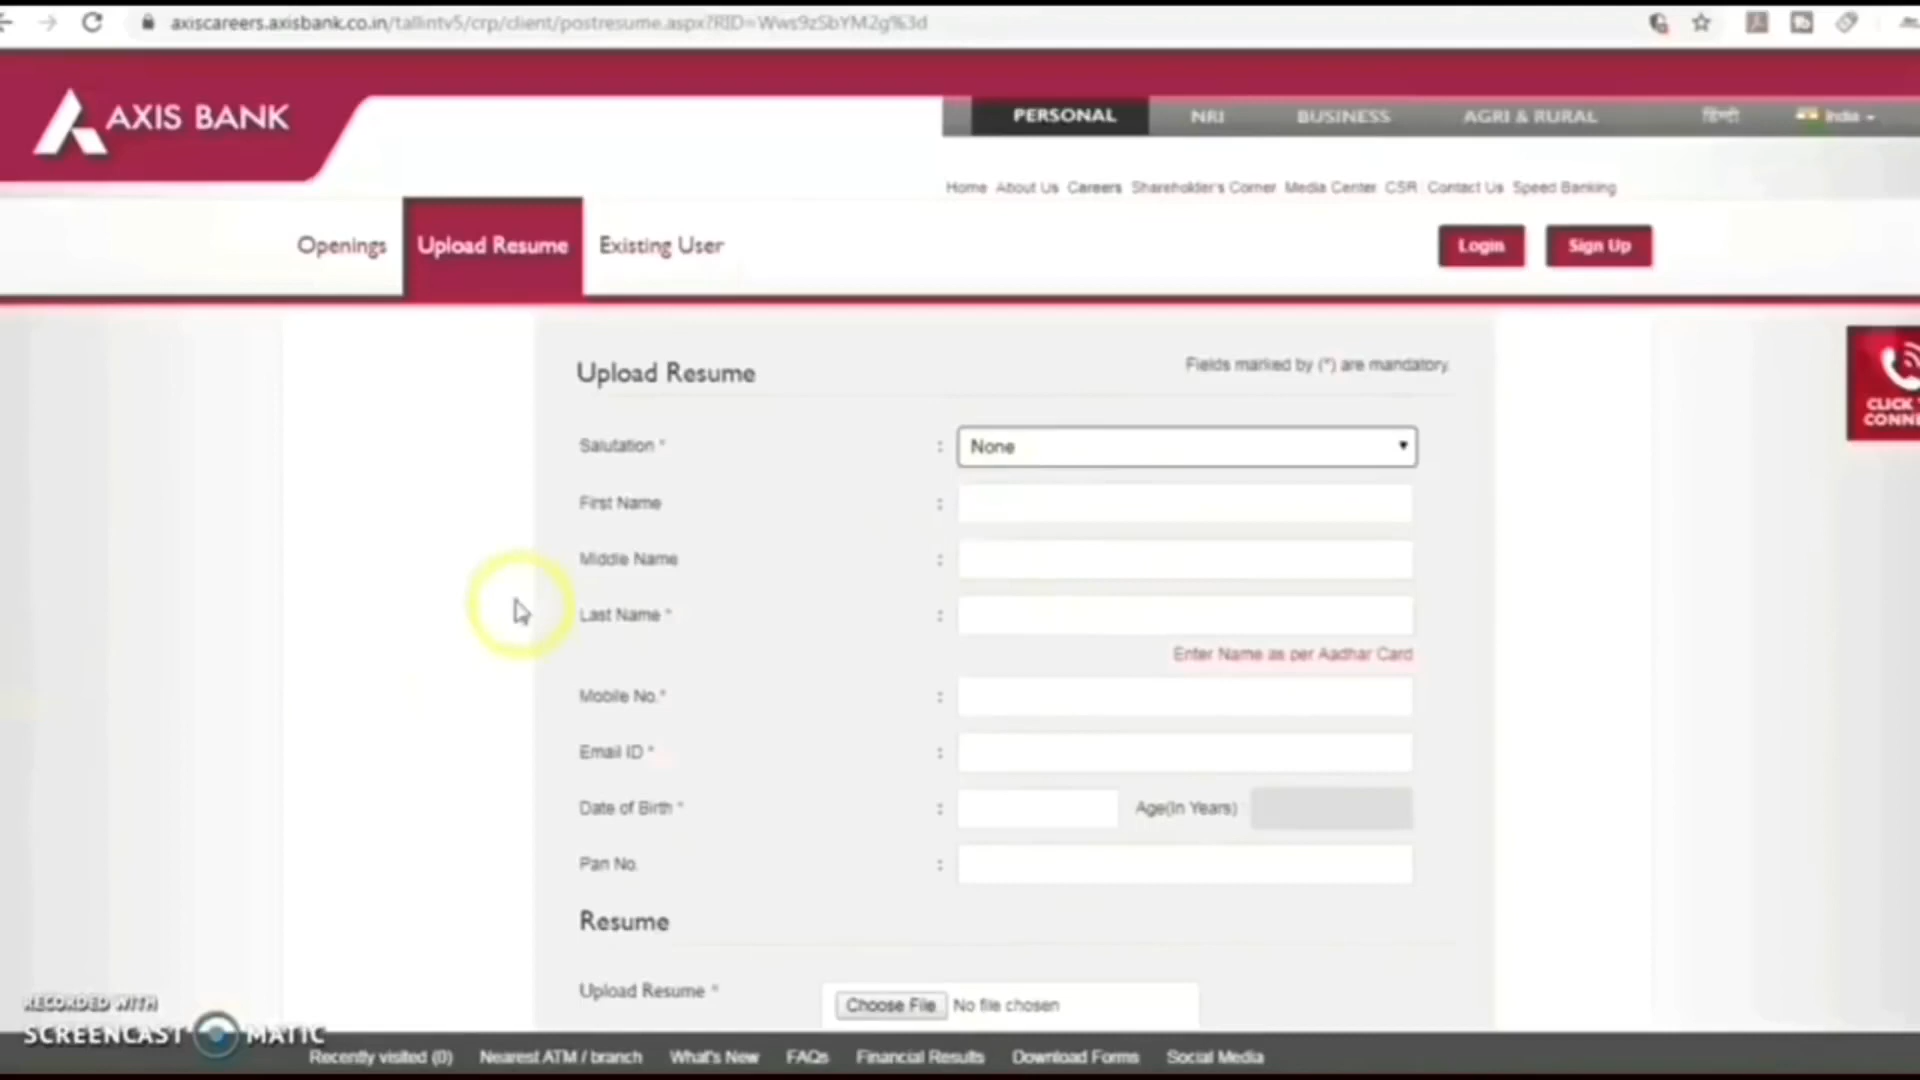 axiscareers.axisbank.co.in/tallintv5/crp/client/postresume.aspx?RID=Wws9zSbYM2g%3d
AXIS BANK
PERSONAL NRI BUSINESS AGRI & RURAL हिन्दी India
Home About Us Careers Shareholder's Corner Media Center CSR Contact Us Speed Banking
Openings Upload Resume Existing User Login Sign Up
Upload Resume Fields marked by (*) are mandatory.
CLICK
Salutation * : None
First Name :
Middle Name :
Last Name * :
Enter Name as per Aadhar Card
Mobile No.* :
Email ID * :
Date of Birth * : Age(In Years)
Pan No. :
Resume
Upload Resume * Choose File No file chosen
RECORDED WITH
SCREENCAST MATIC
Recently visited (0) Nearest ATM / branch What's New FAQs Financial Results Download Forms Social Media